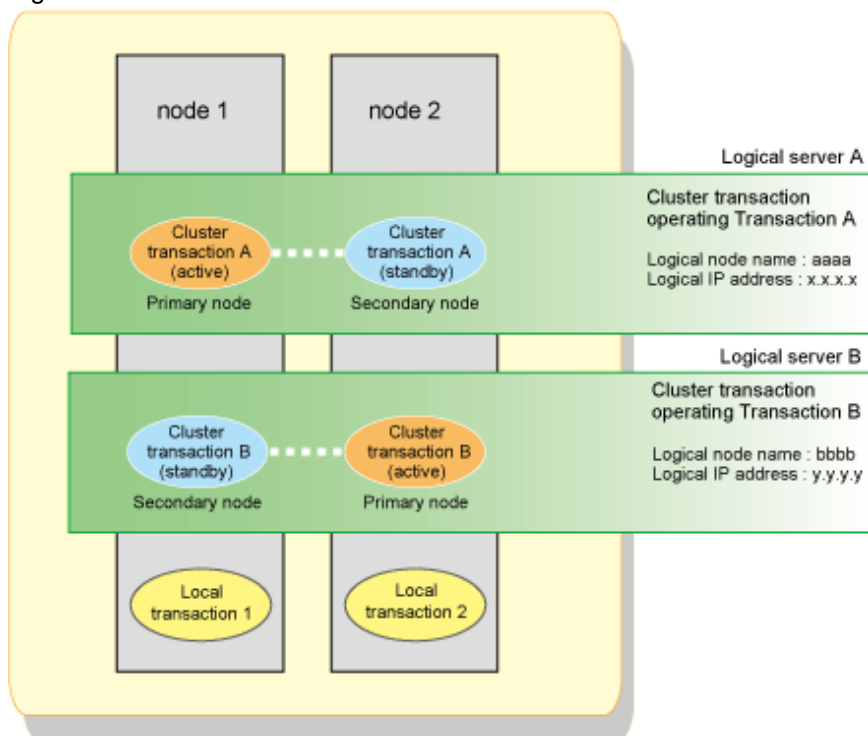 node 1
node 2
Logical server A
Cluster transaction
operating Transaction A
Logical node name : aaaa
Logical IP address : x.x.x.x
Cluster
transaction A
(active)
Primary node
Cluster
transaction A
(standby)
Secondary node
Logical server B
Cluster transaction
operating Transaction B
Logical node name : bbbb
Logical IP address : y.y.y.y
Cluster
transaction B
(standby)
Secondary node
Cluster
transaction B
(active)
Primary node
Local
transaction 1
Local
transaction 2